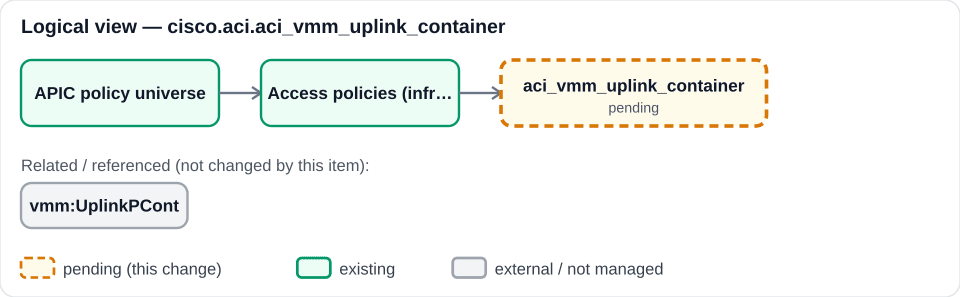 Logical view — cisco.aci.aci_vmm_uplink_container
APIC policy universe
Access policies (infr...
aci_vmm_uplink_container
pending
Related / referenced (not changed by this item):
vmm:UplinkPCont
pending (this change)
existing
external / not managed